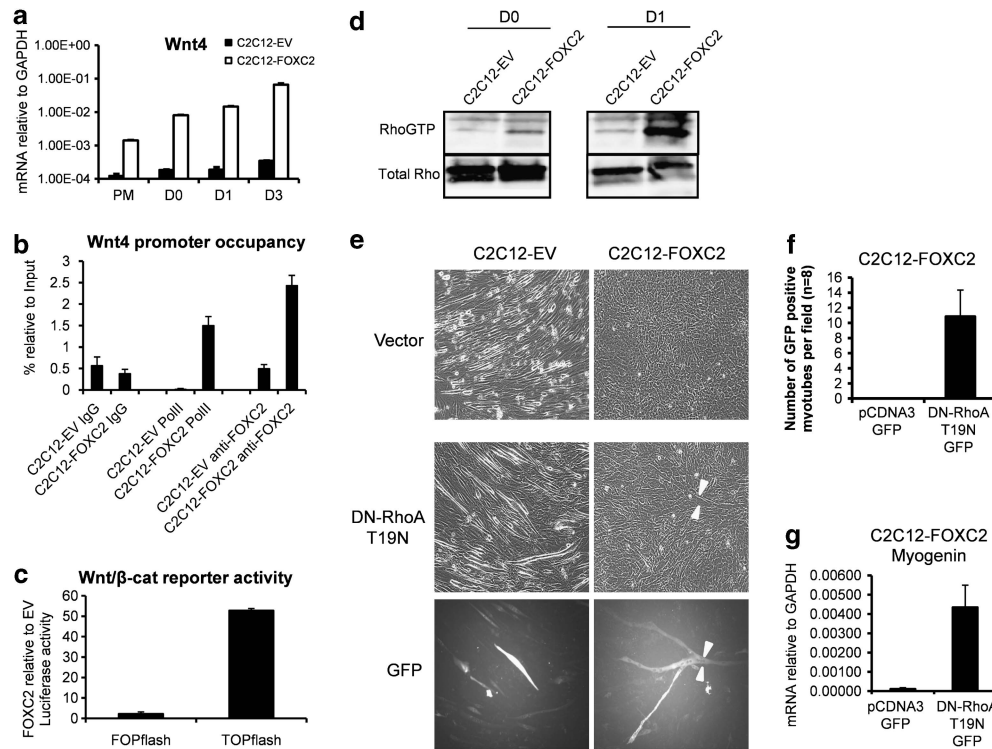 a
Wnt4
C2C12-EV
C2C12-FOXC2
mRNA relative to GAPDH
1.00E+00
1.00E-01
1.00E-02
1.00E-03
1.00E-04
PM D0 D1 D3
b
Wnt4 promoter occupancy
% relative to Input
3
2.5
2
1.5
1
0.5
0
C2C12-EV IgG
C2C12-FOXC2 IgG
C2C12-EV PolII
C2C12-FOXC2 PolII
C2C12-EV anti-FOXC2
C2C12-FOXC2 anti-FOXC2
c
Wnt/β-cat reporter activity
FOXC2 relative to EV
Luciferase activity
60
50
40
30
20
10
0
FOPflash TOPflash
d
D0 D1
C2C12-EV
C2C12-FOXC2
C2C12-EV
C2C12-FOXC2
RhoGTP
Total Rho
e
C2C12-EV C2C12-FOXC2
Vector
DN-RhoA
T19N
GFP
f
C2C12-FOXC2
Number of GFP positive
myotubes per field (n=8)
16
14
12
10
8
6
4
2
0
pCDNA3
GFP
DN-RhoA
T19N
GFP
g
C2C12-FOXC2
Myogenin
mRNA relative to GAPDH
0.00600
0.00500
0.00400
0.00300
0.00200
0.00100
0.00000
pCDNA3
GFP
DN-RhoA
T19N
GFP